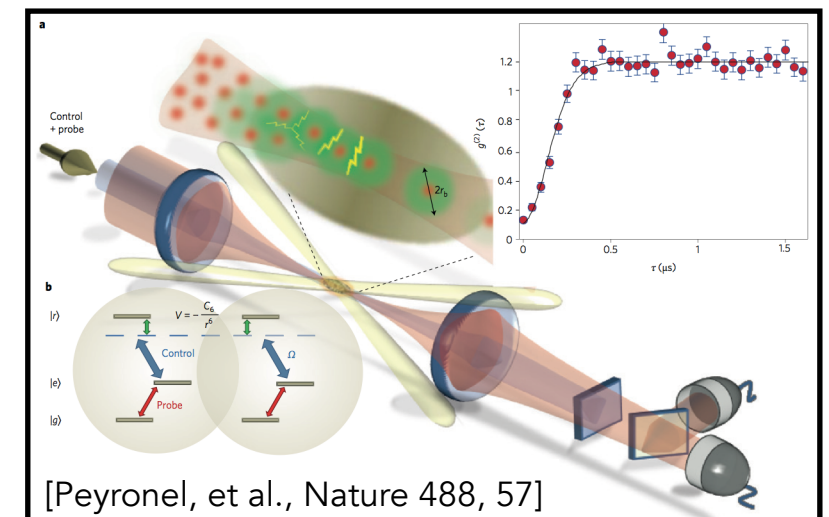 a
Control
+ probe
2r_b
g^(2)(τ)
1.2
1
0.8
0.6
0.4
0.2
0
0
0.5
1
1.5
τ (μs)
b
|r⟩
V = - C_6 / r^6
Control
Ω
|e⟩
Probe
|g⟩
[Peyronel, et al., Nature 488, 57]